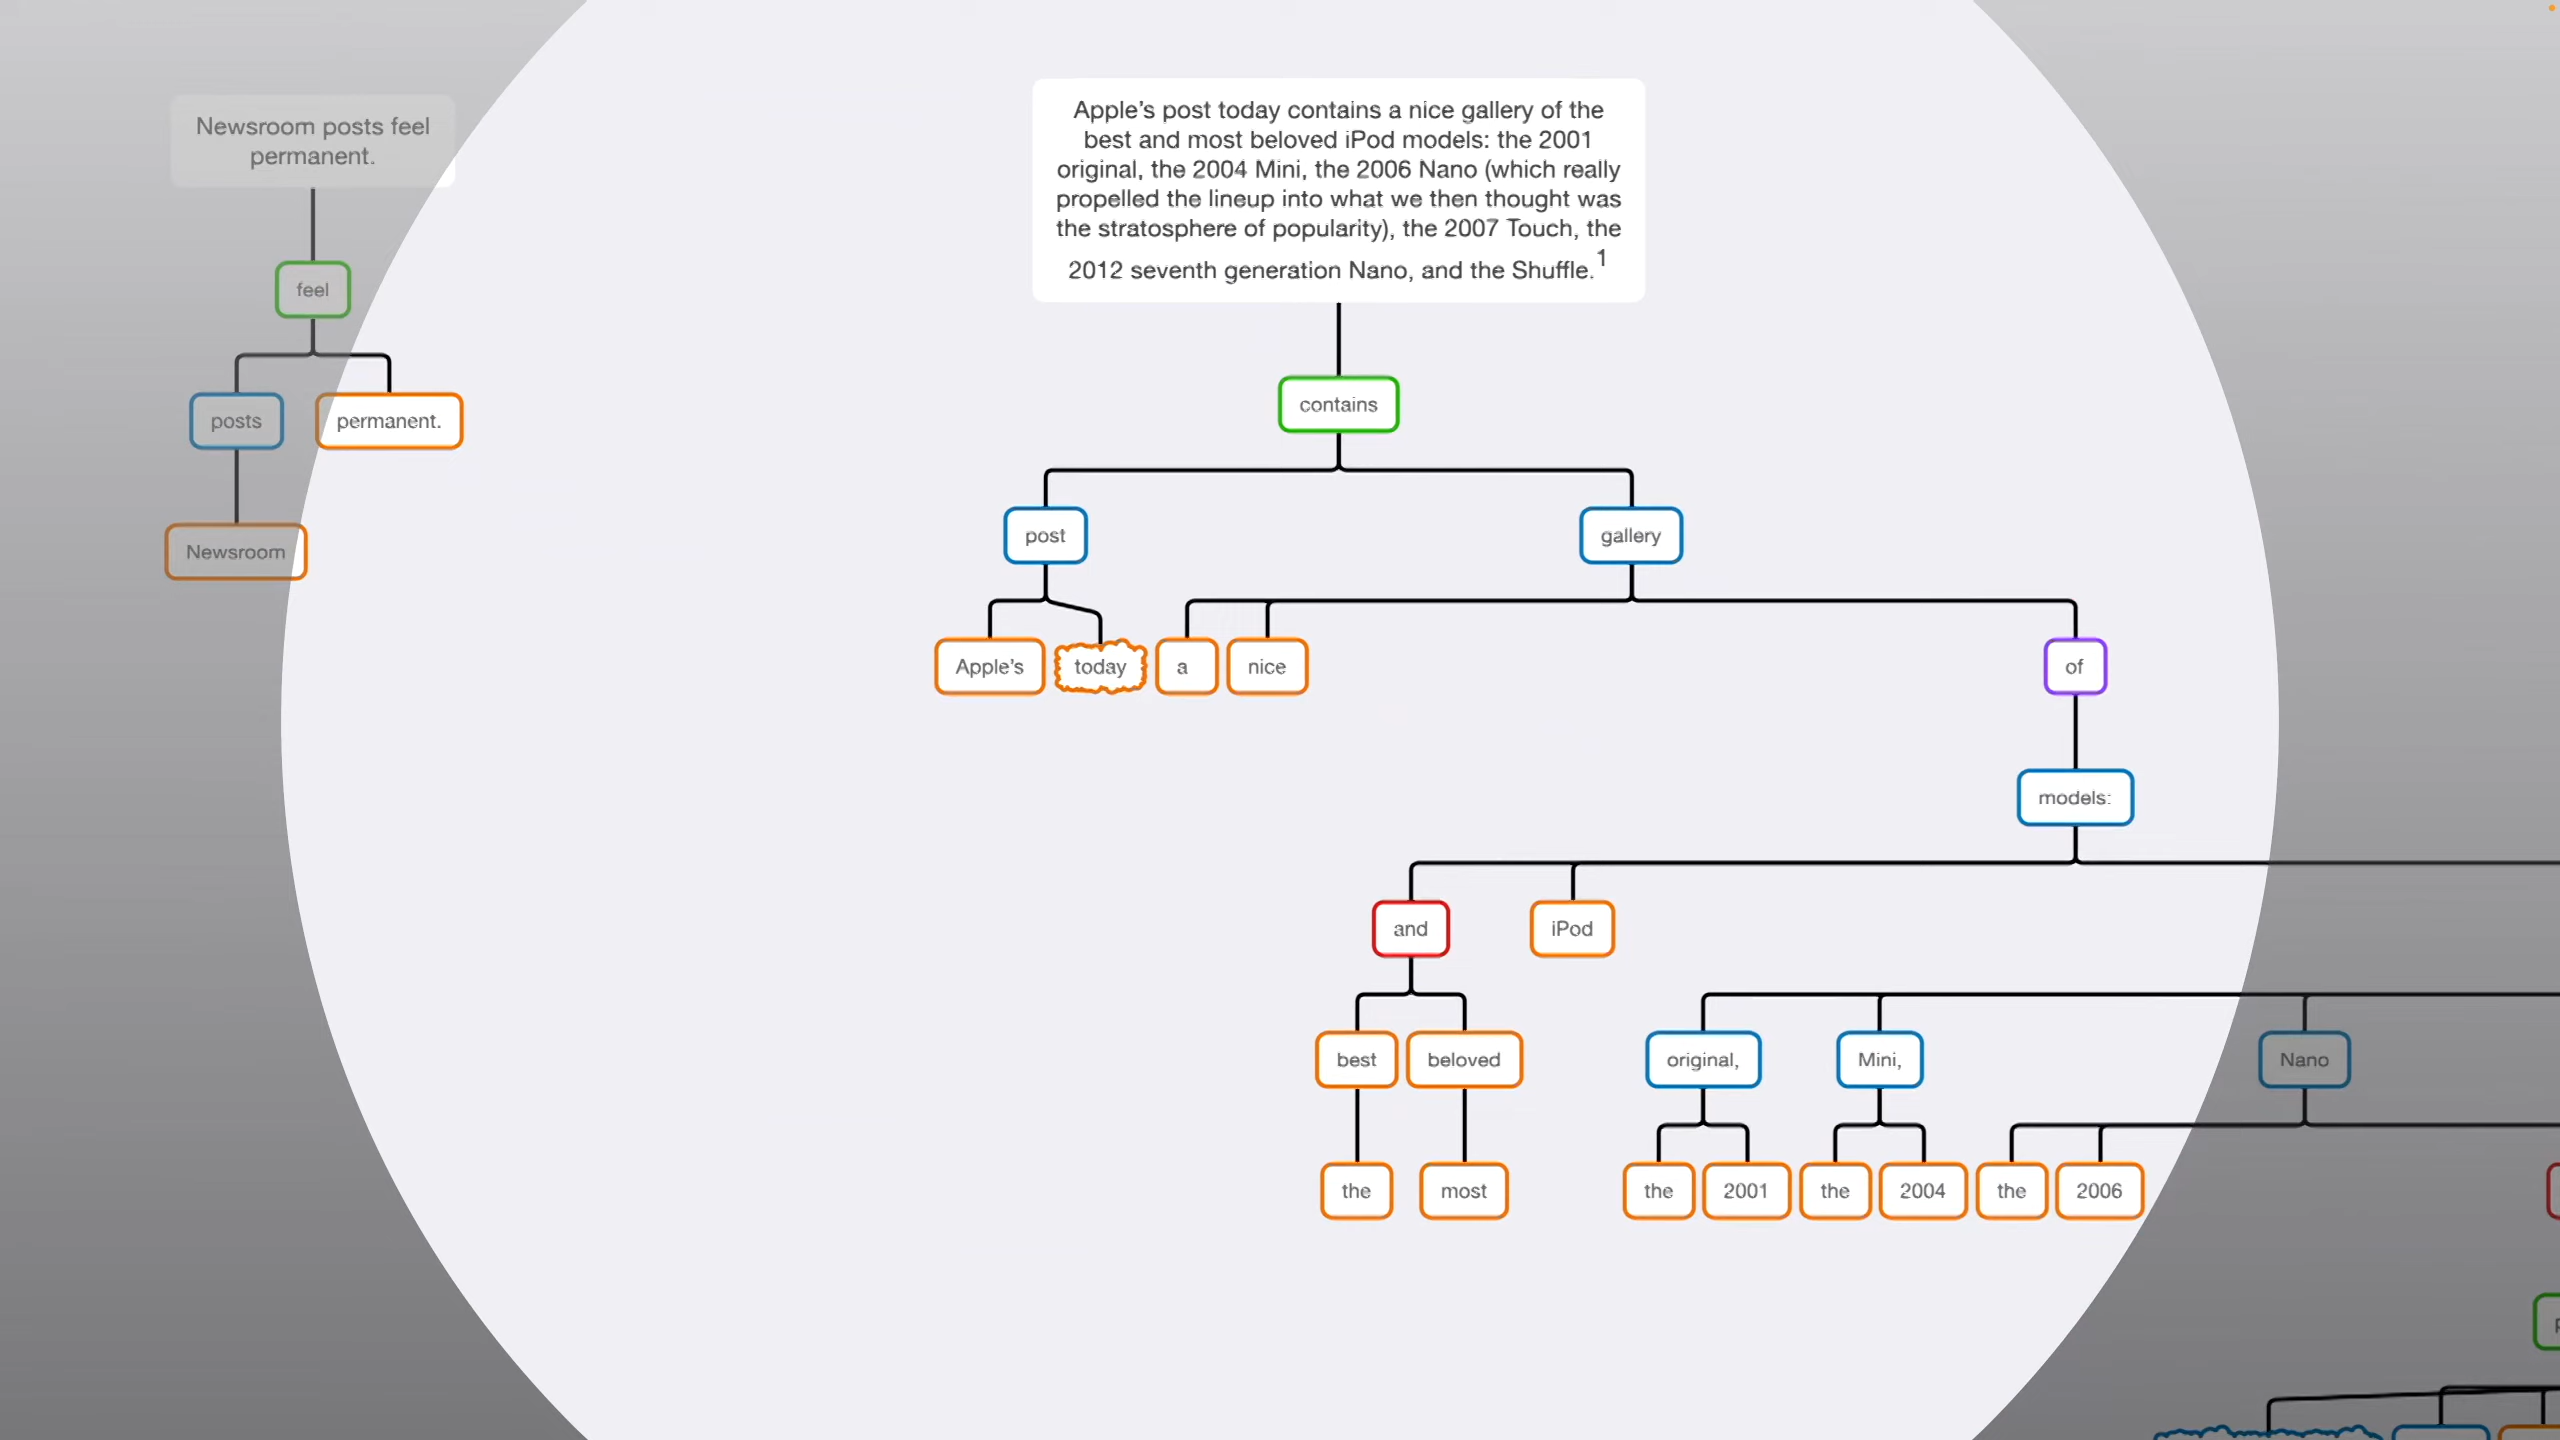 Newsroom posts feel
permanent.
feel
posts
permanent.
Newsroom
Apple’s post today contains a nice gallery of the
best and most beloved iPod models: the 2001
original, the 2004 Mini, the 2006 Nano (which really
propelled the lineup into what we then thought was
the stratosphere of popularity), the 2007 Touch, the
2012 seventh generation Nano, and the Shuffle.1
contains
post
gallery
Apple’s
today
a
nice
of
models:
and
iPod
best
beloved
original,
Mini,
Nano
the
most
the
2001
the
2004
the
2006